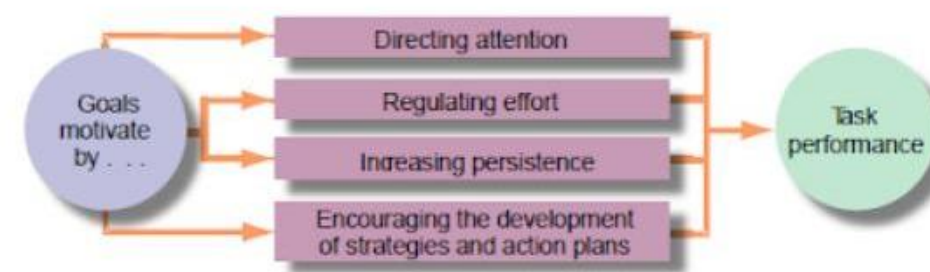 Goals
motivate
by . . .
Directing attention
Regulating effort
Increasing persistence
Encouraging the development
of strategies and action plans
Task
performance